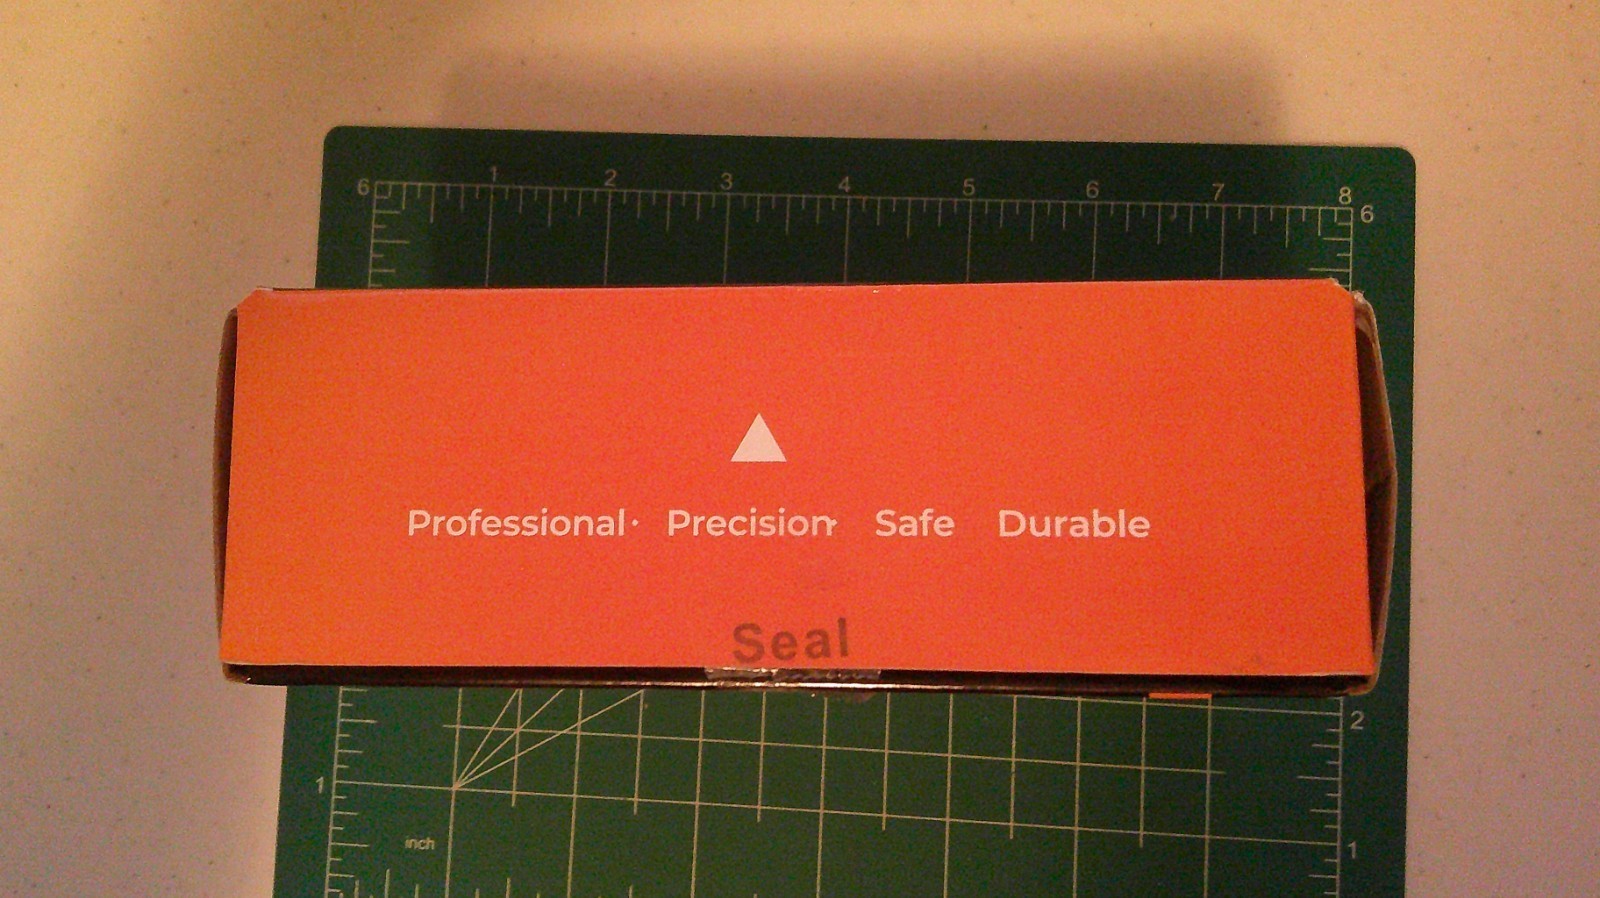 1 2 3 4 5 6 7 8
6 6
Professional· Precision· Safe Durable
Seal
2
1
inch
1